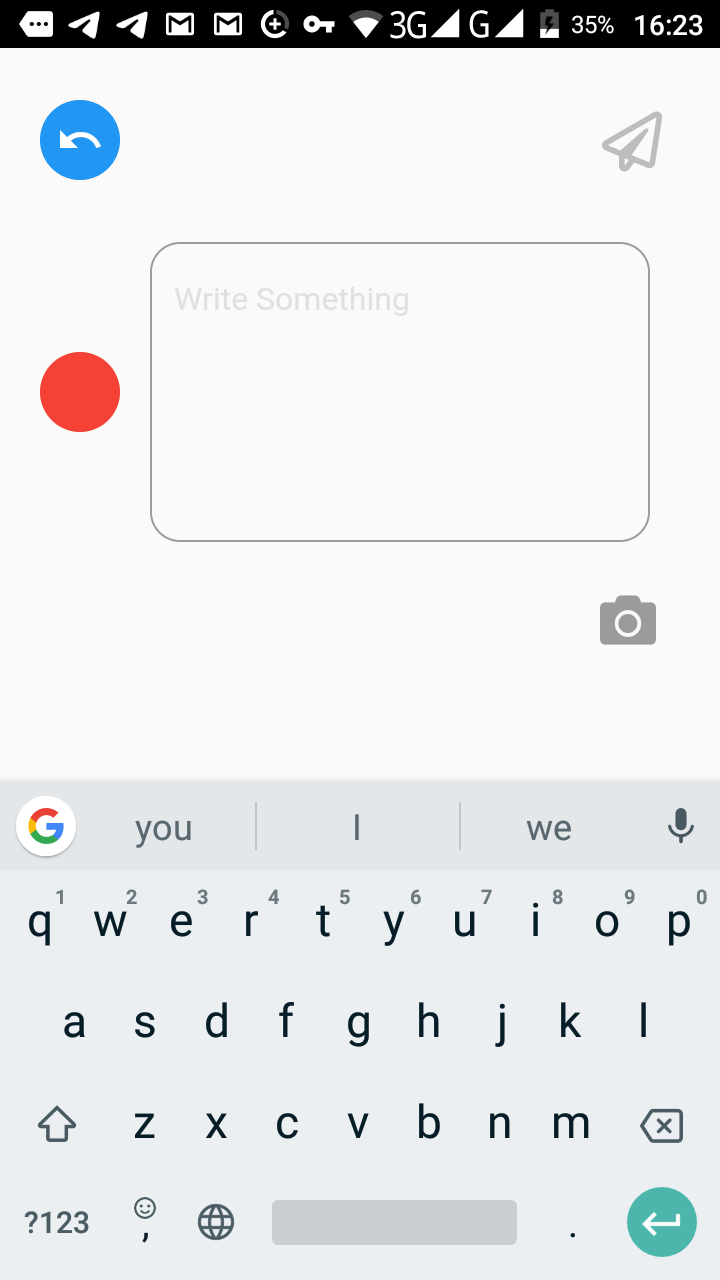 3G G 35% 16:23
Write Something
you I we
q1 w2 e3 r4 t5 y6 u7 i8 o9 p0
a s d f g h j k l
z x c v b n m
?123 , .